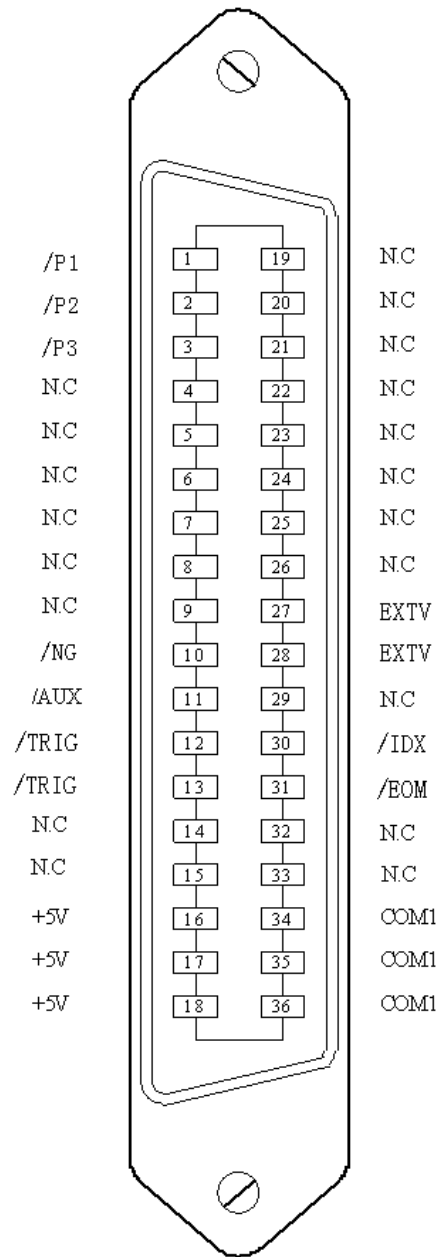 /P1 1 19 N.C
/P2 2 20 N.C
/P3 3 21 N.C
N.C 4 22 N.C
N.C 5 23 N.C
N.C 6 24 N.C
N.C 7 25 N.C
N.C 8 26 N.C
N.C 9 27 EXTV
/NG 10 28 EXTV
/AUX 11 29 N.C
/TRIG 12 30 /IDX
/TRIG 13 31 /EOM
N.C 14 32 N.C
N.C 15 33 N.C
+5V 16 34 COM1
+5V 17 35 COM1
+5V 18 36 COM1